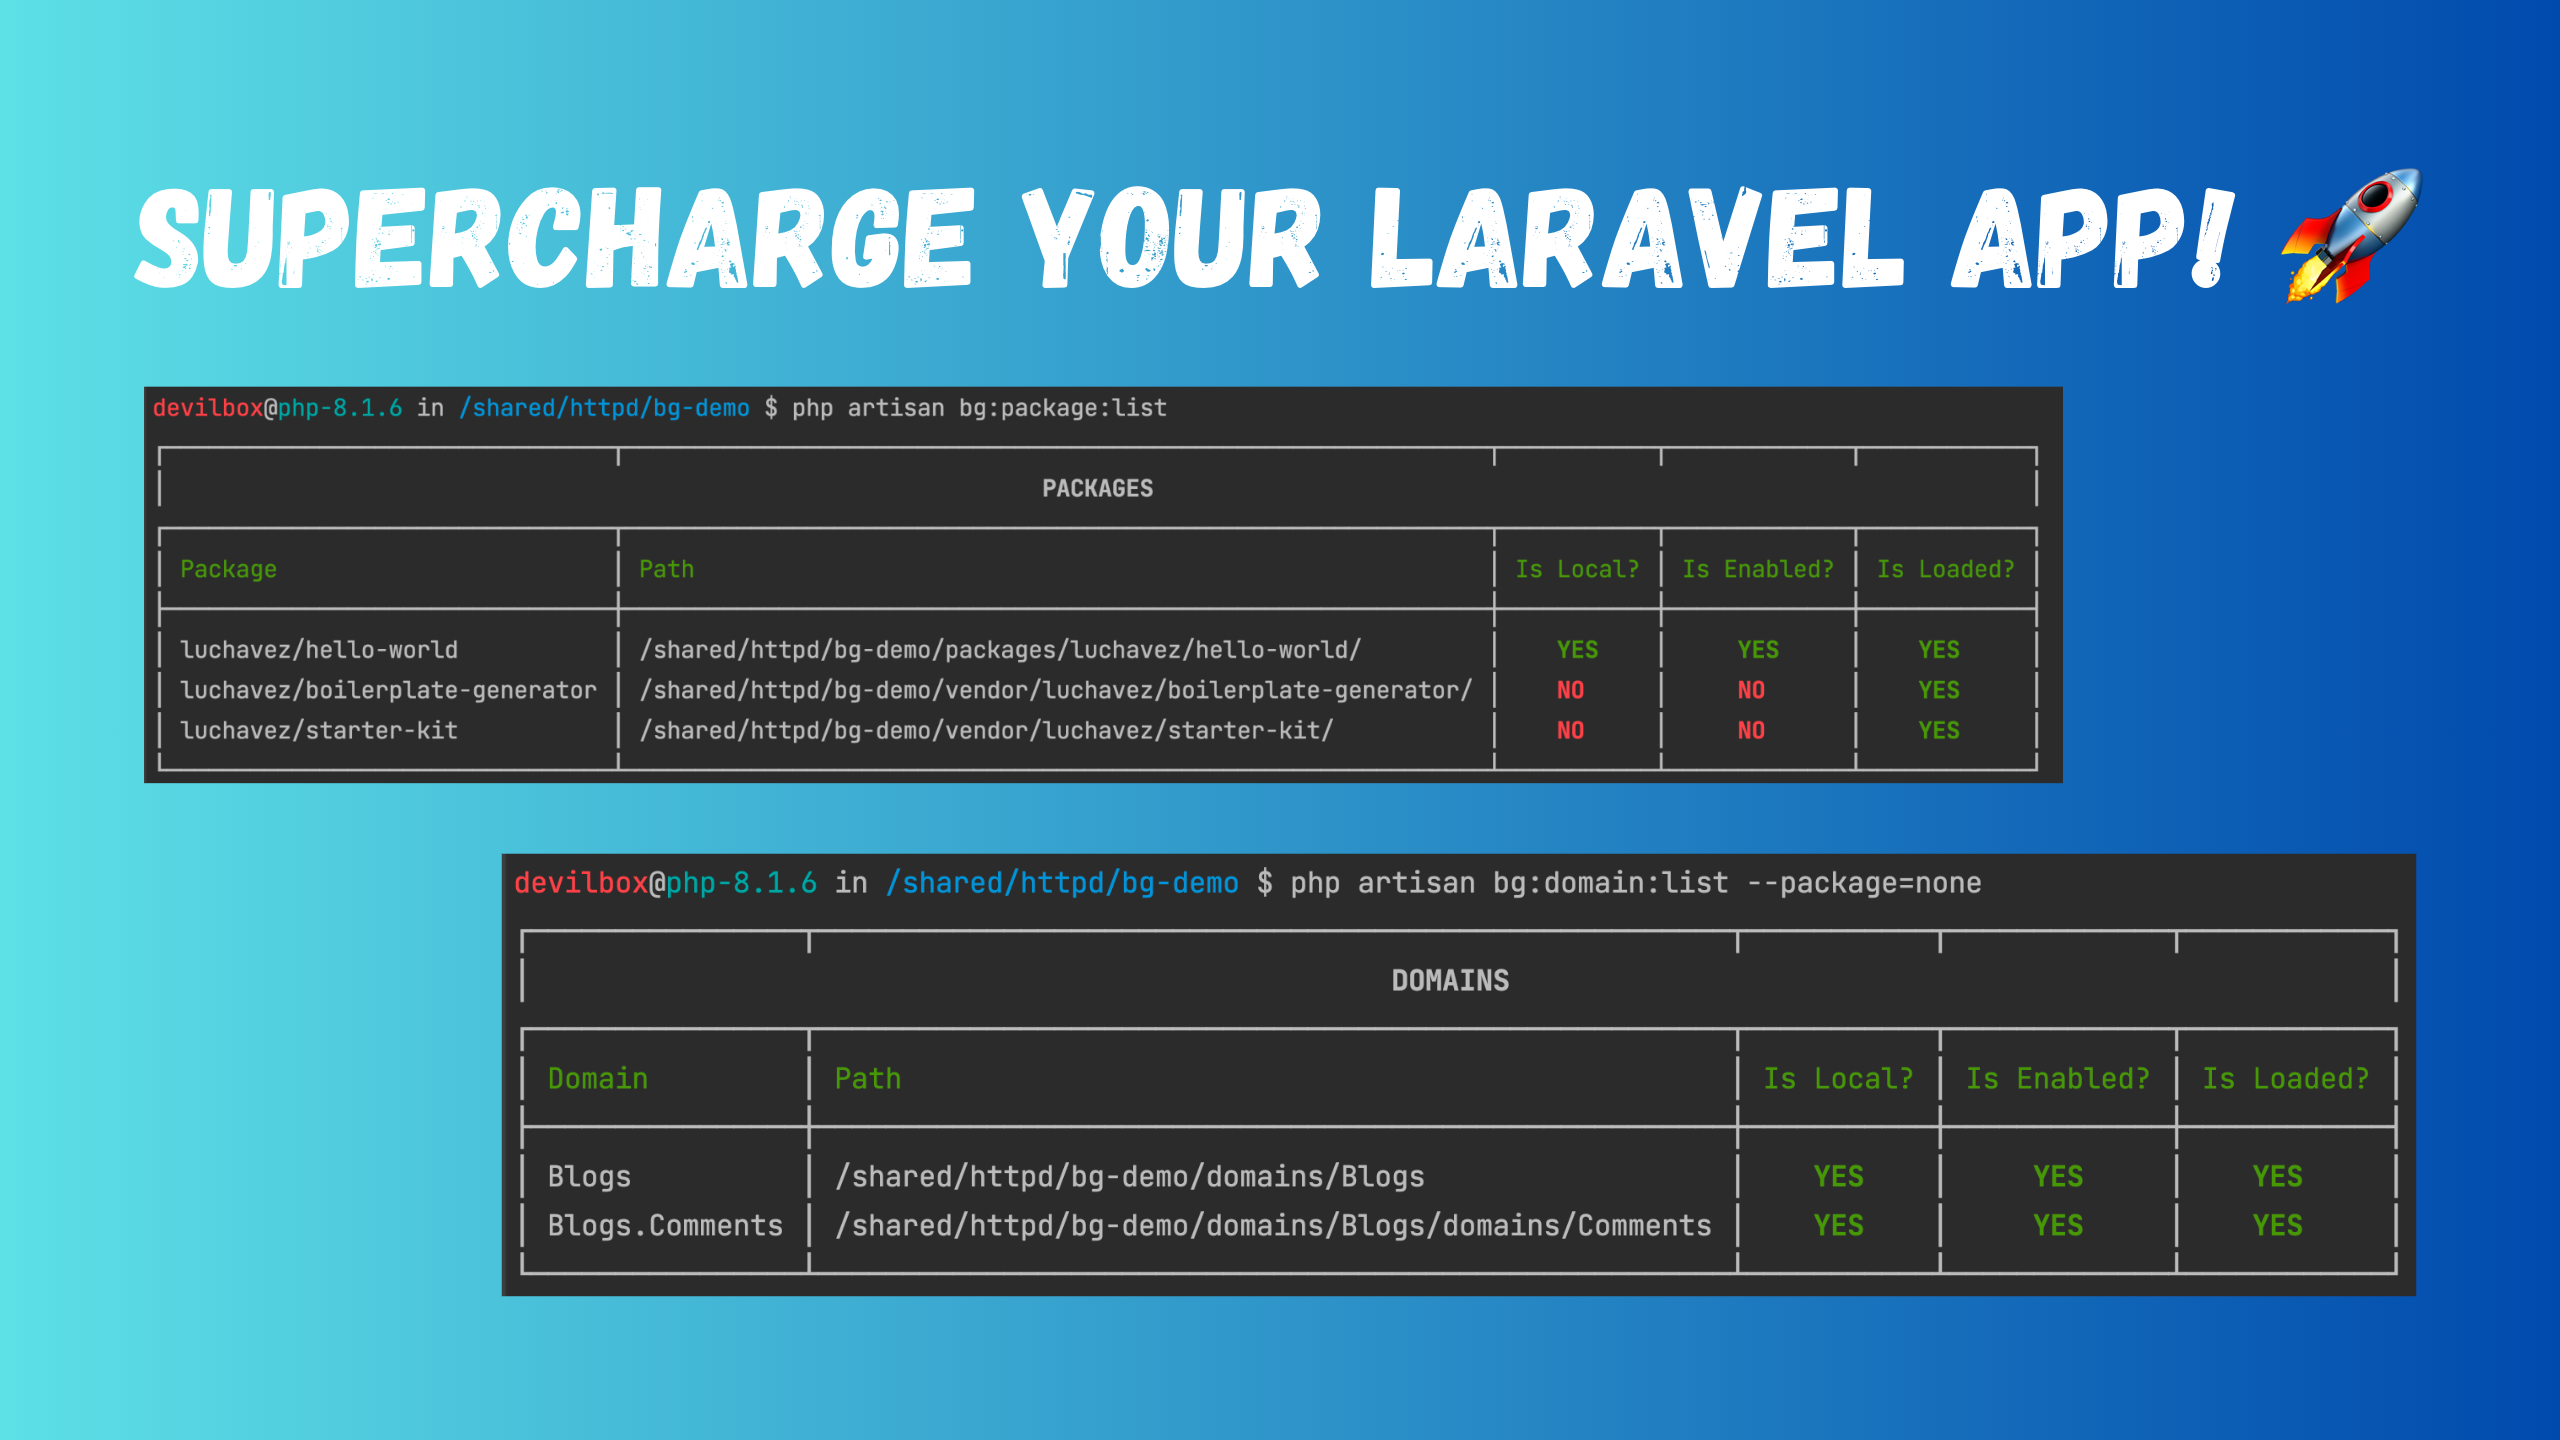 SUPERCHARGE YOUR LARAVEL APP! 🚀
devilbox@php-8.1.6 in /shared/httpd/bg-demo $ php artisan bg:package:list
PACKAGES
Package Path Is Local? Is Enabled? Is Loaded?
luchavez/hello-world /shared/httpd/bg-demo/packages/luchavez/hello-world/ YES YES YES
luchavez/boilerplate-generator /shared/httpd/bg-demo/vendor/luchavez/boilerplate-generator/ NO NO YES
luchavez/starter-kit /shared/httpd/bg-demo/vendor/luchavez/starter-kit/ NO NO YES
devilbox@php-8.1.6 in /shared/httpd/bg-demo $ php artisan bg:domain:list --package=none
DOMAINS
Domain Path Is Local? Is Enabled? Is Loaded?
Blogs /shared/httpd/bg-demo/domains/Blogs YES YES YES
Blogs.Comments /shared/httpd/bg-demo/domains/Blogs/domains/Comments YES YES YES